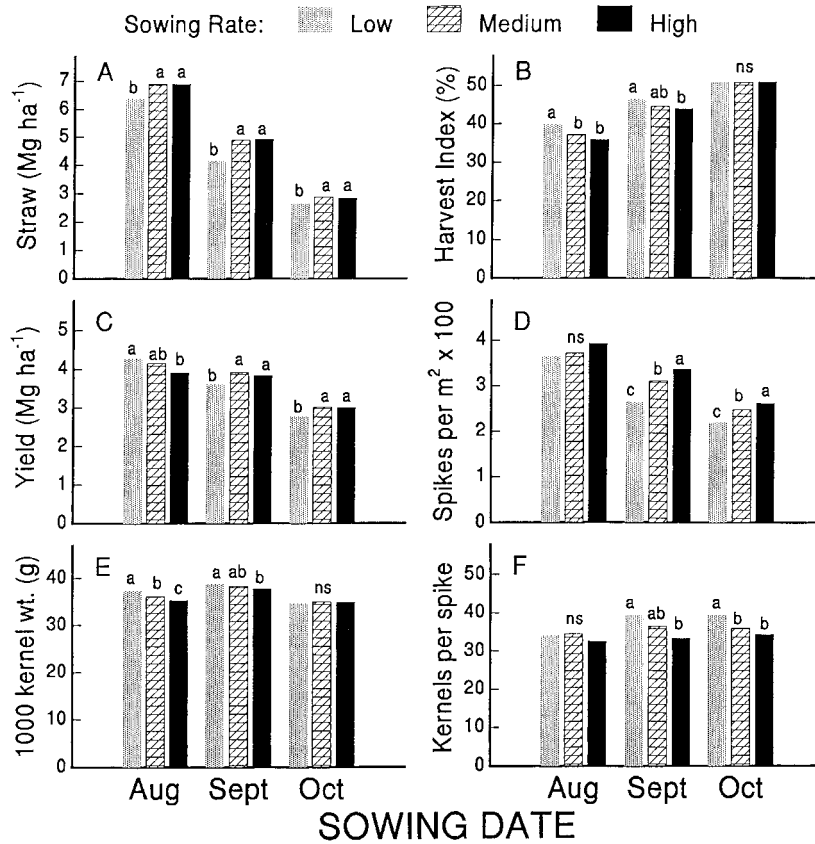 Sowing Rate: Low Medium High
A
Straw (Mg ha⁻¹)
7
6
5
4
3
2
1
0
b a a
b a a
b a a
B
Harvest Index (%)
50
40
30
20
10
0
a b b
a ab b
ns
C
Yield (Mg ha⁻¹)
5
4
3
2
1
0
a ab b
b a a
b a a
D
Spikes per m² x 100
4
3
2
1
0
ns
c b a
c b a
E
1000 kernel wt. (g)
40
30
20
10
0
a b c
a ab b
ns
F
Kernels per spike
50
40
30
20
10
0
ns
a ab b
a b b
Aug Sept Oct
Aug Sept Oct
SOWING DATE